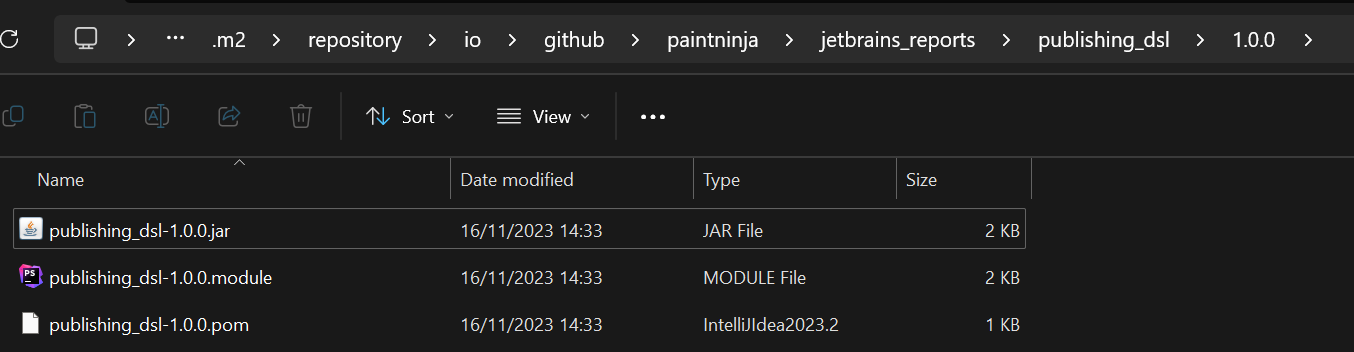 ··· .m2 repository io github paintninja jetbrains_reports publishing_dsl 1.0.0
Sort View ···
Name Date modified Type Size
publishing_dsl-1.0.0.jar 16/11/2023 14:33 JAR File 2 KB
PS publishing_dsl-1.0.0.module 16/11/2023 14:33 MODULE File 2 KB
publishing_dsl-1.0.0.pom 16/11/2023 14:33 IntelliJIdea2023.2 1 KB